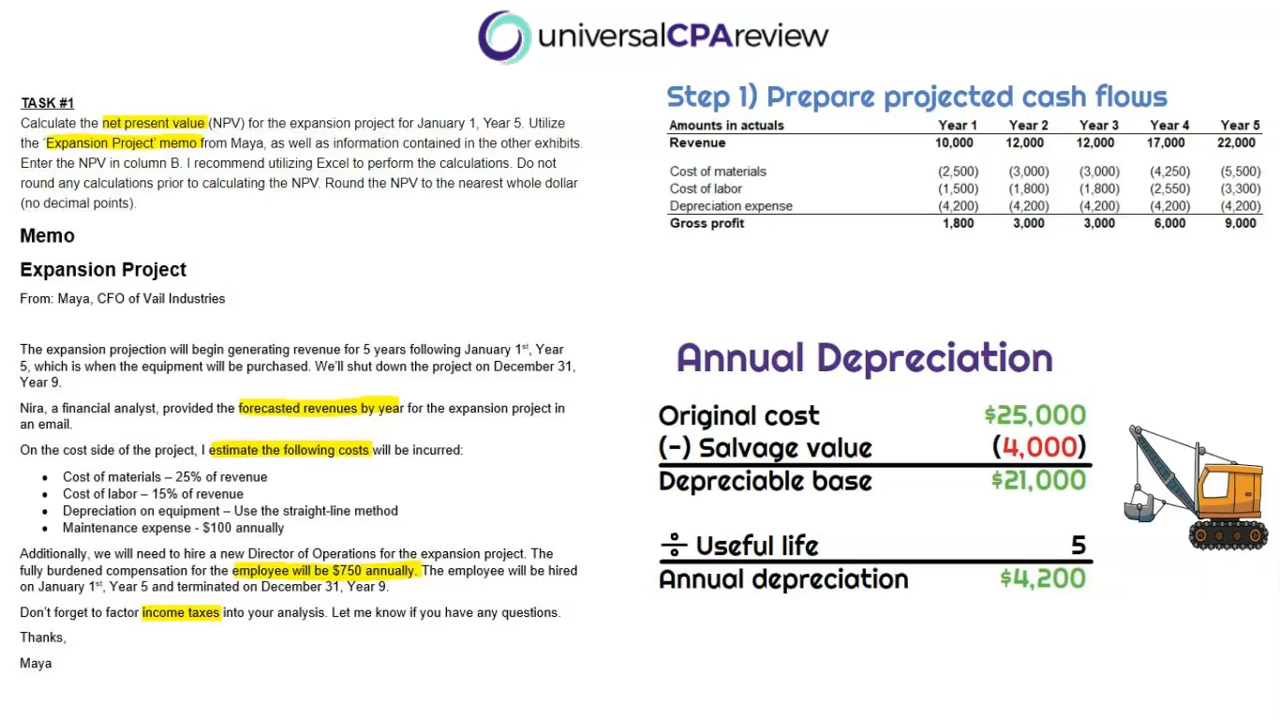 universalCPAreview
TASK #1
Calculate the net present value (NPV) for the expansion project for January 1, Year 5. Utilize
the 'Expansion Project' memo from Maya, as well as information contained in the other exhibits.
Enter the NPV in column B. I recommend utilizing Excel to perform the calculations. Do not
round any calculations prior to calculating the NPV. Round the NPV to the nearest whole dollar
(no decimal points).
Memo
Expansion Project
From: Maya, CFO of Vail Industries
The expansion projection will begin generating revenue for 5 years following January 1st, Year
5, which is when the equipment will be purchased. We'll shut down the project on December 31,
Year 9.
Nira, a financial analyst, provided the forecasted revenues by year for the expansion project in
an email.
On the cost side of the project, I estimate the following costs will be incurred:
• Cost of materials – 25% of revenue
• Cost of labor – 15% of revenue
• Depreciation on equipment – Use the straight-line method
• Maintenance expense - $100 annually
Additionally, we will need to hire a new Director of Operations for the expansion project. The
fully burdened compensation for the employee will be $750 annually. The employee will be hired
on January 1st, Year 5 and terminated on December 31, Year 9.
Don't forget to factor income taxes into your analysis. Let me know if you have any questions.
Thanks,
Maya
Step 1) Prepare projected cash flows
Amounts in actuals Year 1 Year 2 Year 3 Year 4 Year 5
Revenue 10,000 12,000 12,000 17,000 22,000
Cost of materials (2,500) (3,000) (3,000) (4,250) (5,500)
Cost of labor (1,500) (1,800) (1,800) (2,550) (3,300)
Depreciation expense (4,200) (4,200) (4,200) (4,200) (4,200)
Gross profit 1,800 3,000 3,000 6,000 9,000
Annual Depreciation
Original cost $25,000
(-) Salvage value (4,000)
Depreciable base $21,000
÷ Useful life 5
Annual depreciation $4,200